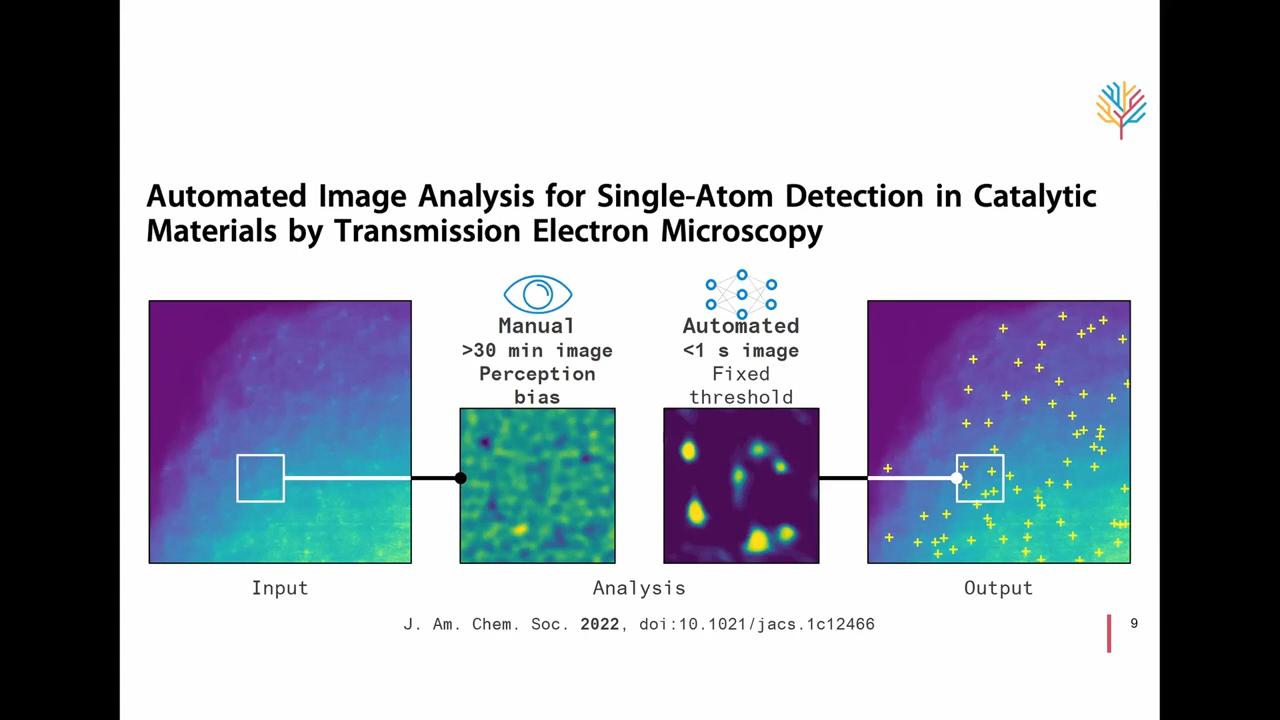 Automated Image Analysis for Single-Atom Detection in Catalytic
Materials by Transmission Electron Microscopy
Manual
>30 min image
Perception
bias
Automated
<1 s image
Fixed
threshold
Input
Analysis
Output
J. Am. Chem. Soc. 2022, doi:10.1021/jacs.1c12466
9